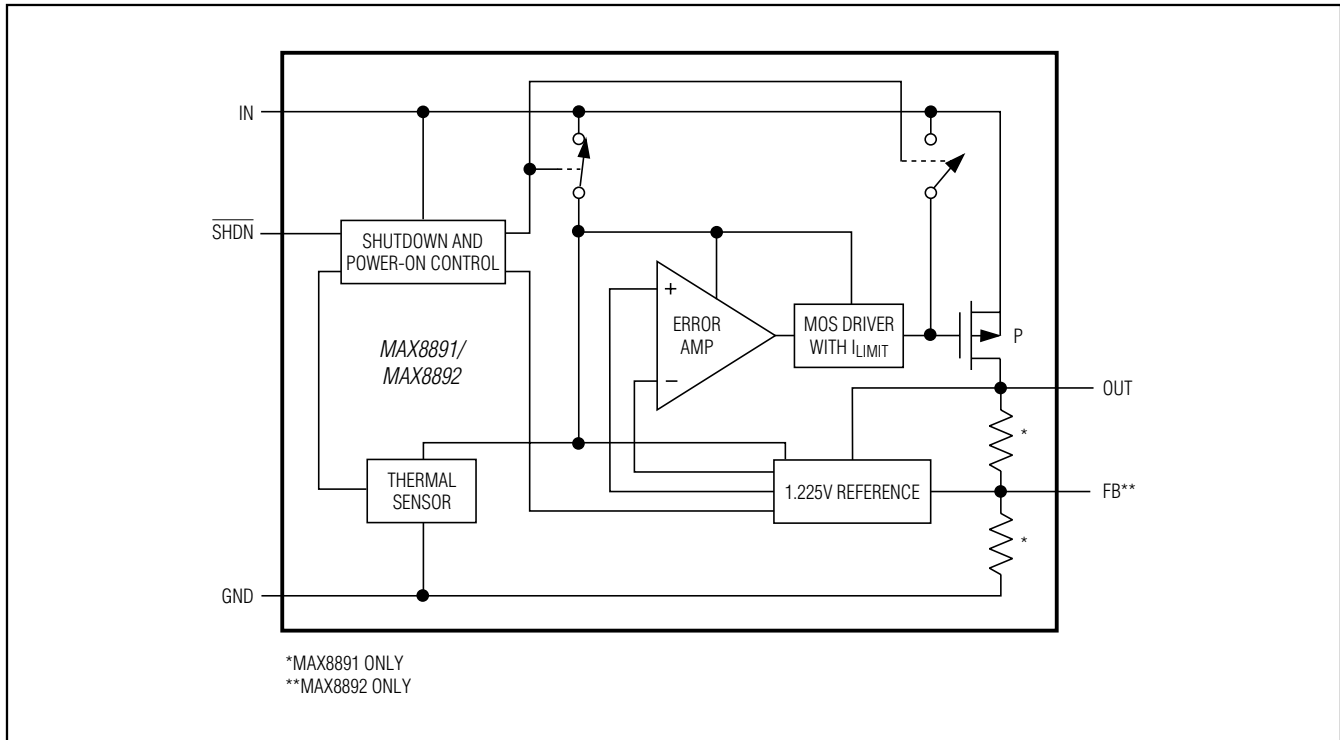 IN
SHDN
SHUTDOWN AND
POWER-ON CONTROL
MAX8891/
MAX8892
+
ERROR
AMP
−
MOS DRIVER
WITH ILIMIT
P
OUT
*
THERMAL
SENSOR
1.225V REFERENCE
FB**
*
GND
*MAX8891 ONLY
**MAX8892 ONLY